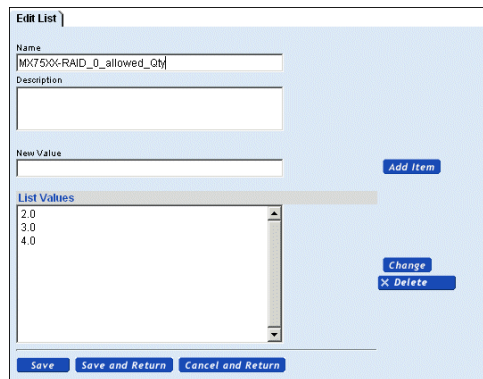 Edit List
Name
MX75XX-RAID_0_allowed_Qty
Description
New Value
Add Item
List Values
2.0
3.0
4.0
Change
X Delete
Save Save and Return Cancel and Return